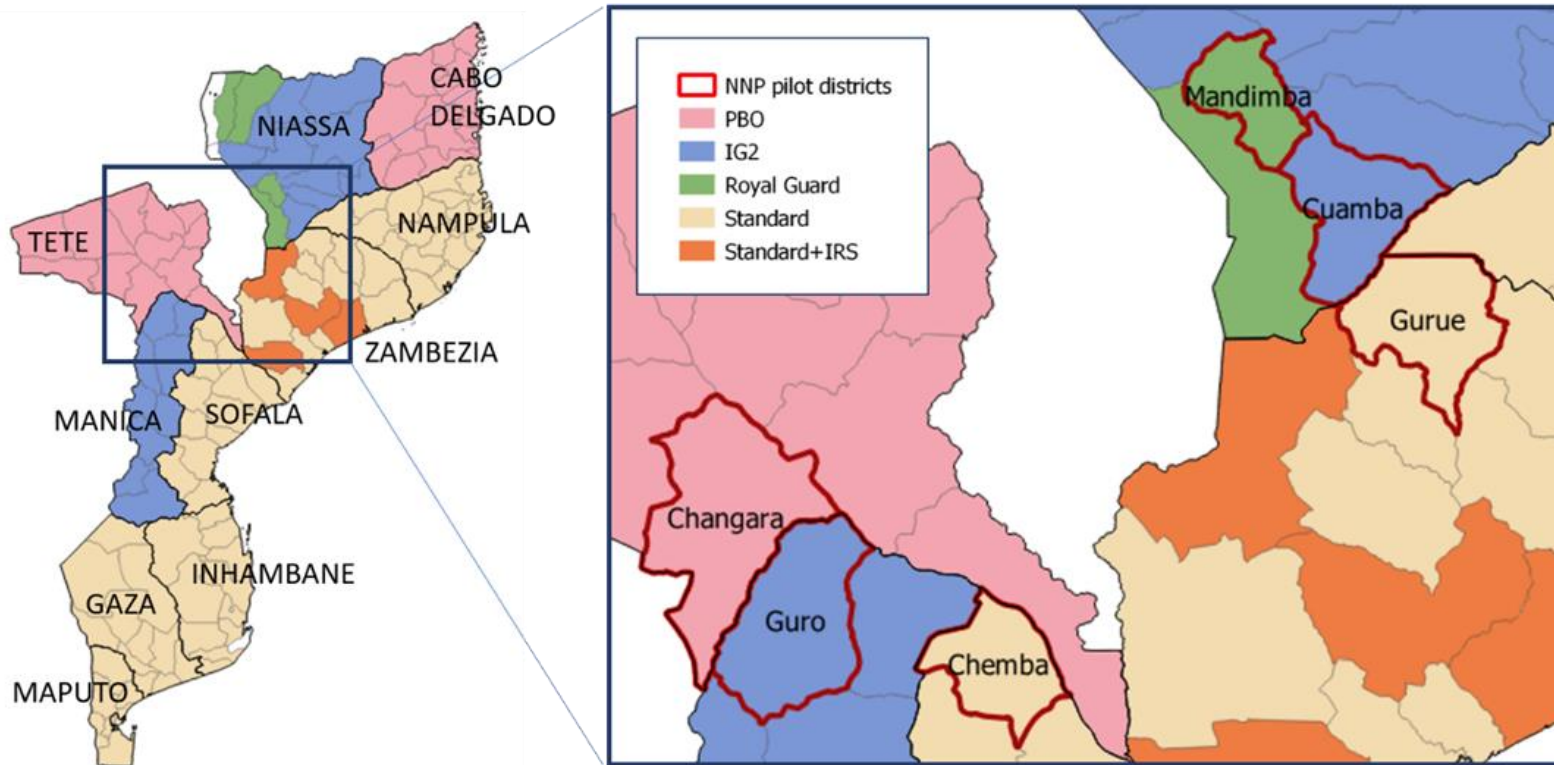 CABO
DELGADO
NIASSA
NAMPULA
TETE
ZAMBEZIA
MANICA
SOFALA
INHAMBANE
GAZA
MAPUTO
NNP pilot districts
PBO
IG2
Royal Guard
Standard
Standard+IRS
Mandimba
Cuamba
Gurue
Changara
Guro
Chemba